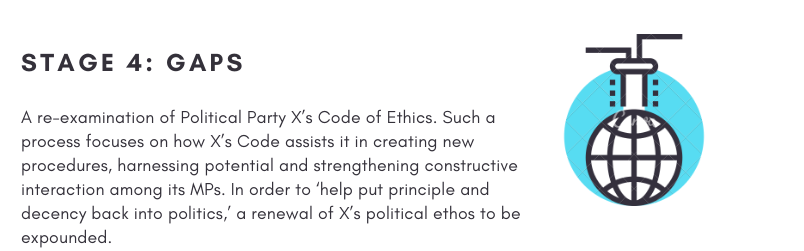 STAGE 4: GAPS
A re-examination of Political Party X’s Code of Ethics. Such a
process focuses on how X’s Code assists it in creating new
procedures, harnessing potential and strengthening constructive
interaction among its MPs. In order to ‘help put principle and
decency back into politics,’ a renewal of X’s political ethos to be
expounded.